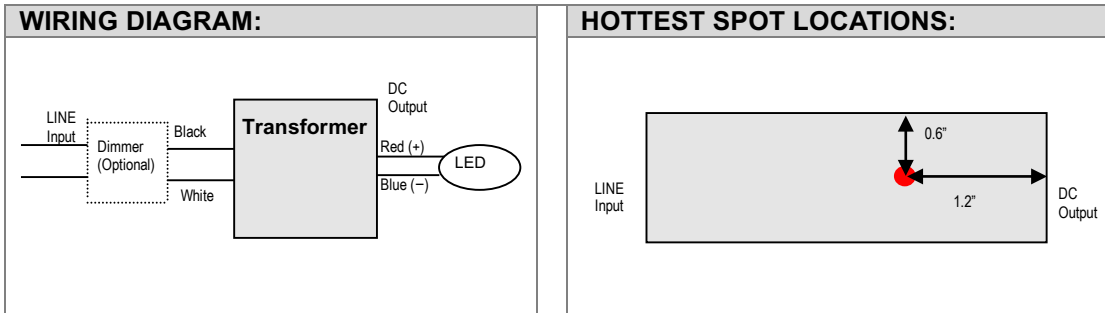 WIRING DIAGRAM:
LINE
Input
Dimmer
(Optional)
Black
White
Transformer
DC
Output
Red (+)
Blue (−)
LED
HOTTEST SPOT LOCATIONS:
LINE
Input
0.6"
1.2"
DC
Output